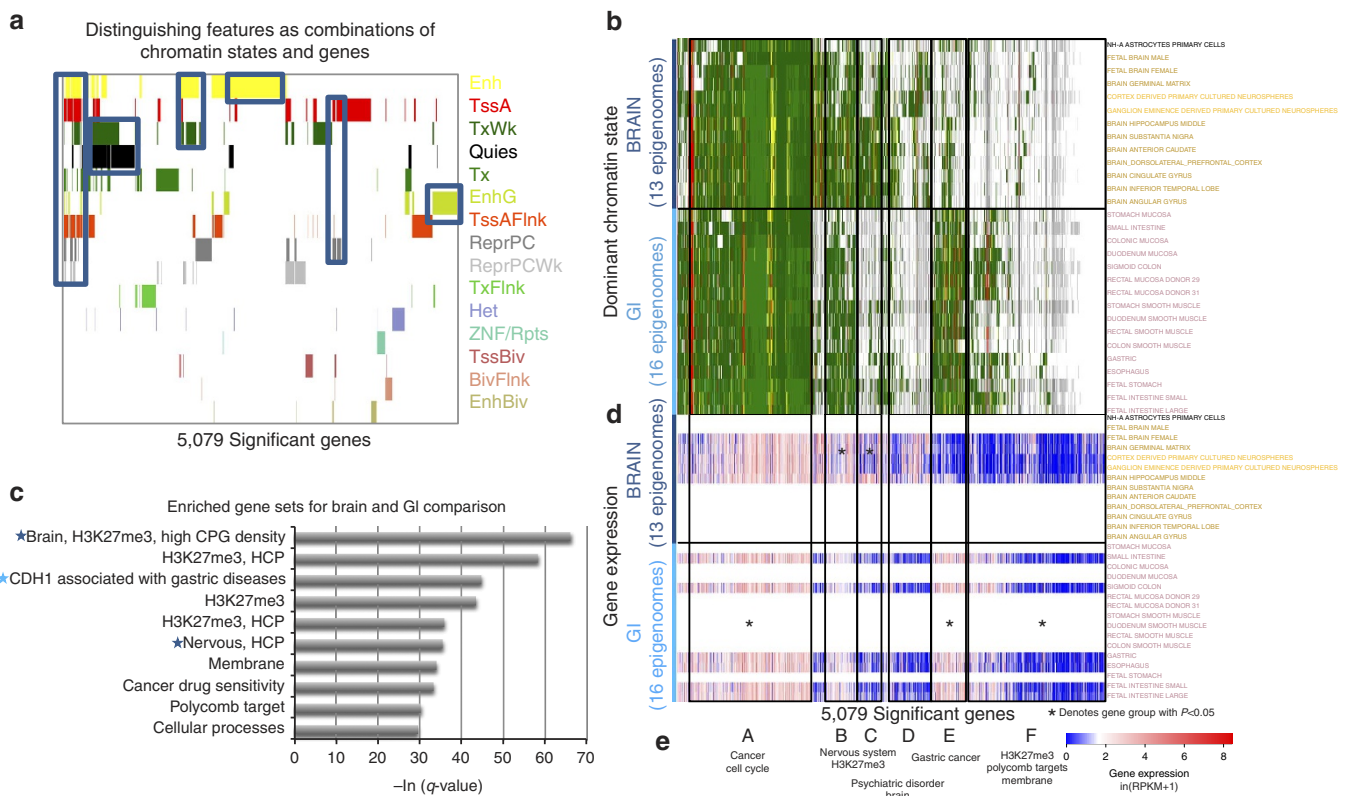 a
Distinguishing features as combinations of
chromatin states and genes
Enh
TssA
TxWk
Quies
Tx
EnhG
TssAFlnk
ReprPC
ReprPCWk
TxFlnk
Het
ZNF/Rpts
TssBiv
BivFlnk
EnhBiv
5,079 Significant genes
b
Dominant chromatin state
BRAIN
(13 epigenoomes)
GI
(16 epigenoomes)
NH-A ASTROCYTES PRIMARY CELLS
FETAL BRAIN MALE
FETAL BRAIN FEMALE
BRAIN GERMINAL MATRIX
CORTEX DERIVED PRIMARY CULTURED NEUROSPHERES
GANGLION EMINENCE DERIVED PRIMARY CULTURED NEUROSPHERES
BRAIN HIPPOCAMPUS MIDDLE
BRAIN SUBSTANTIA NIGRA
BRAIN ANTERIOR CAUDATE
BRAIN_DORSOLATERAL_PREFRONTAL_CORTEX
BRAIN CINGULATE GYRUS
BRAIN INFERIOR TEMPORAL LOBE
BRAIN ANGULAR GYRUS
STOMACH MUCOSA
SMALL INTESTINE
COLONIC MUCOSA
DUODENUM MUCOSA
SIGMOID COLON
RECTAL MUCOSA DONOR 29
RECTAL MUCOSA DONOR 31
STOMACH SMOOTH MUSCLE
DUODENUM SMOOTH MUSCLE
RECTAL SMOOTH MUSCLE
COLON SMOOTH MUSCLE
GASTRIC
ESOPHAGUS
FETAL STOMACH
FETAL INTESTINE SMALL
FETAL INTESTINE LARGE
c
Enriched gene sets for brain and GI comparison
★Brain, H3K27me3, high CPG density
H3K27me3, HCP
★CDH1 associated with gastric diseases
H3K27me3
H3K27me3, HCP
★Nervous, HCP
Membrane
Cancer drug sensitivity
Polycomb target
Cellular processes
0 10 20 30 40 50 60 70
–ln (q-value)
d
Gene expression
BRAIN
(13 epigenoomes)
GI
(16 epigenoomes)
* *
* * *
NH-A ASTROCYTES PRIMARY CELLS
FETAL BRAIN MALE
FETAL BRAIN FEMALE
BRAIN GERMINAL MATRIX
CORTEX DERIVED PRIMARY CULTURED NEUROSPHERES
GANGLION EMINENCE DERIVED PRIMARY CULTURED NEUROSPHERES
BRAIN HIPPOCAMPUS MIDDLE
BRAIN SUBSTANTIA NIGRA
BRAIN ANTERIOR CAUDATE
BRAIN_DORSOLATERAL_PREFRONTAL_CORTEX
BRAIN CINGULATE GYRUS
BRAIN INFERIOR TEMPORAL LOBE
BRAIN ANGULAR GYRUS
STOMACH MUCOSA
SMALL INTESTINE
COLONIC MUCOSA
DUODENUM MUCOSA
SIGMOID COLON
RECTAL MUCOSA DONOR 29
RECTAL MUCOSA DONOR 31
STOMACH SMOOTH MUSCLE
DUODENUM SMOOTH MUSCLE
RECTAL SMOOTH MUSCLE
COLON SMOOTH MUSCLE
GASTRIC
ESOPHAGUS
FETAL STOMACH
FETAL INTESTINE SMALL
FETAL INTESTINE LARGE
5,079 Significant genes
* Denotes gene group with P<0.05
e
A B C D E F
Cancer
cell cycle
Nervous system
H3K27me3
Psychiatric disorder
brain
Gastric cancer
H3K27me3
polycomb targets
membrane
0 2 4 6 8
Gene expression
in(RPKM+1)